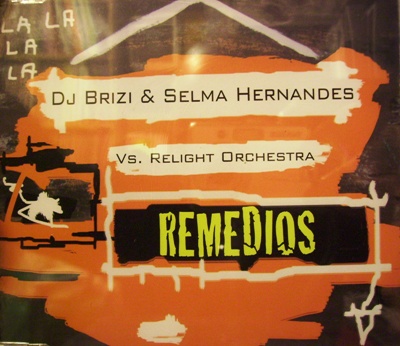 LA LA
LA
LA
DJ BRIZI & SELMA HERNANDES
VS. RELIGHT ORCHESTRA
REMEDIOS